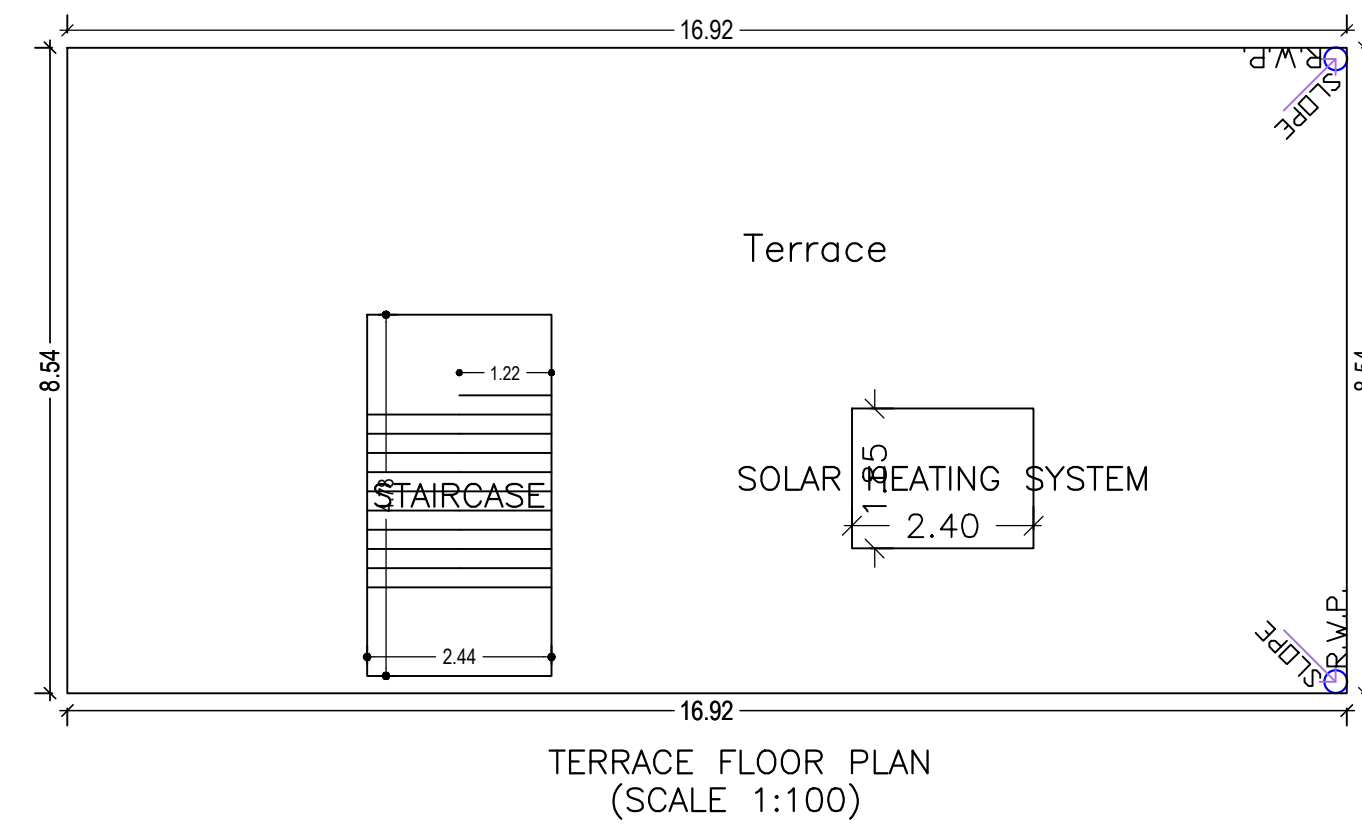 16.92
R.W.P.
SLOPE
8.54
Terrace
1.22
1.85
SOLAR HEATING SYSTEM
STAIRCASE
2.40
R.W.P.
SLOPE
2.44
16.92
TERRACE FLOOR PLAN
(SCALE 1:100)